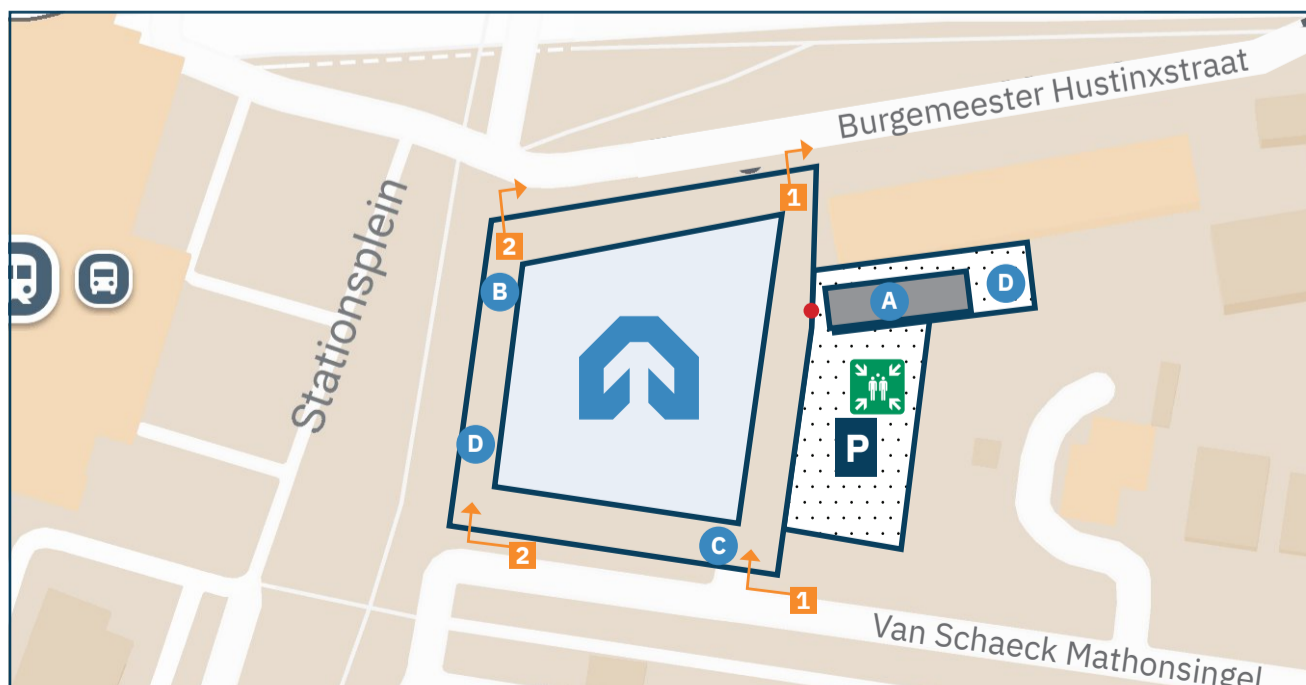 Burgemeester Hustinxstraat
1
2
Stationsplein
B
A
D
D
P
C
2
1
Van Schaeck Mathonsingel